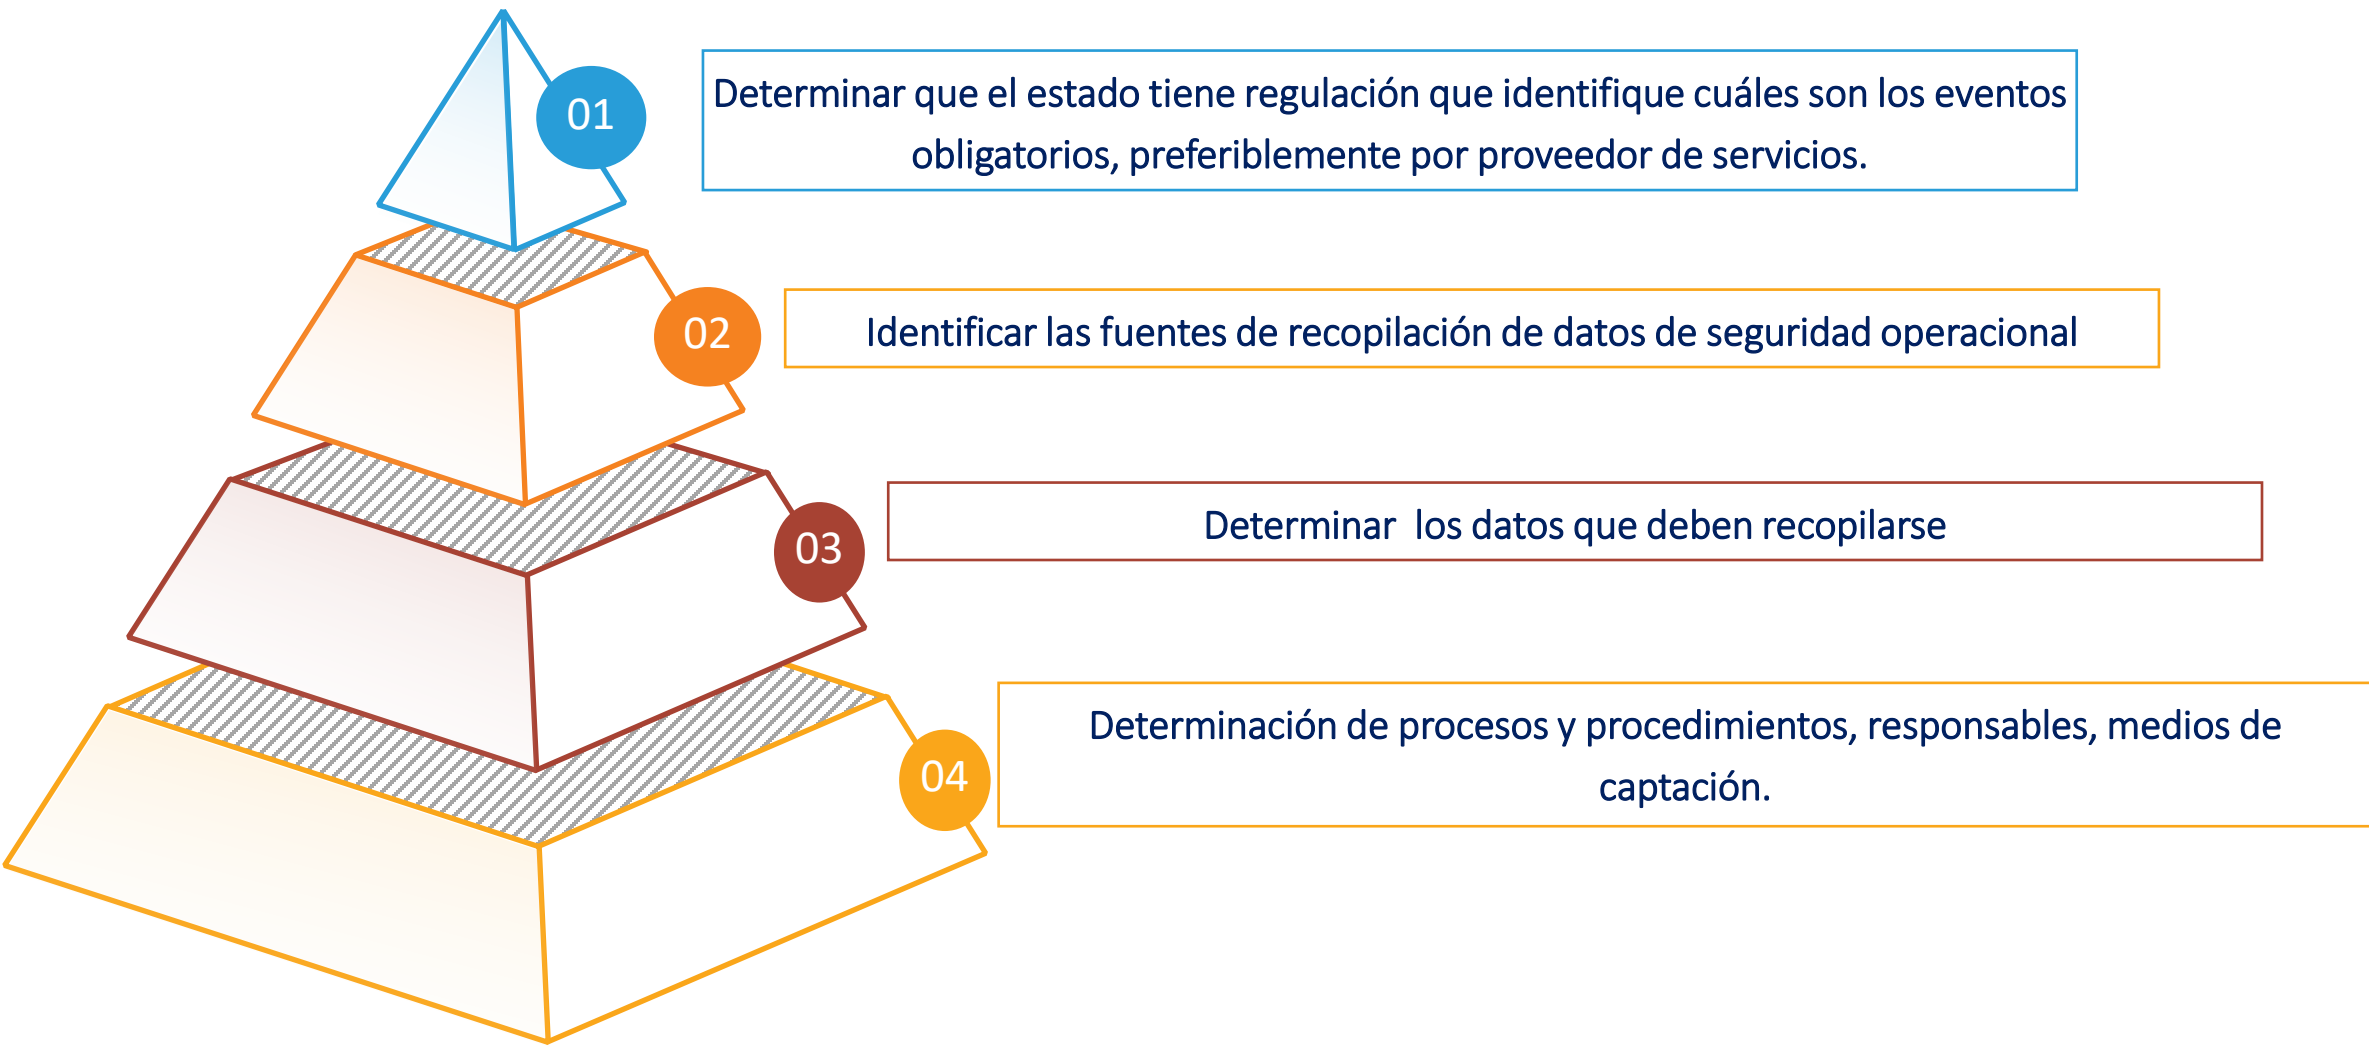 01
Determinar que el estado tiene regulación que identifique cuáles son los eventos
obligatorios, preferiblemente por proveedor de servicios.
02
Identificar las fuentes de recopilación de datos de seguridad operacional
03
Determinar  los datos que deben recopilarse
04
Determinación de procesos y procedimientos, responsables, medios de
captación.